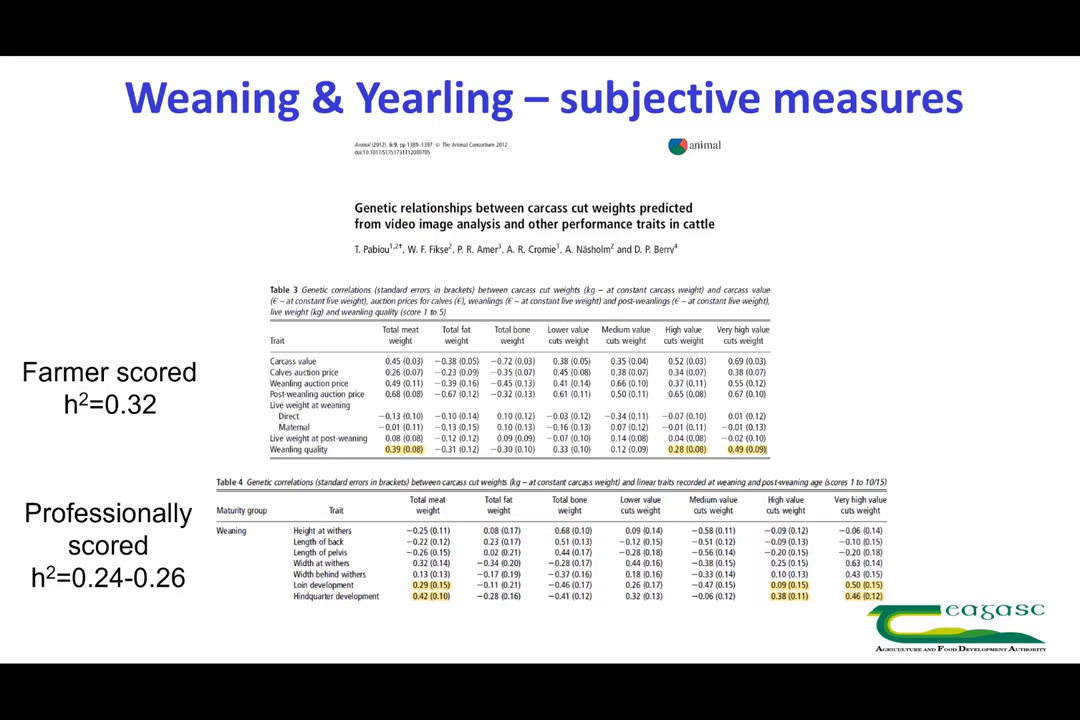 Weaning & Yearling – subjective measures
Animal (2012), 6:9, pp 1389–1397 © The Animal Consortium 2012
doi:10.1017/S1751731112000705
animal
Genetic relationships between carcass cut weights predicted
from video image analysis and other performance traits in cattle
T. Pabiou1,2†, W. F. Fikse2, P. R. Amer3, A. R. Cromie1, A. Näsholm2 and D. P. Berry4
Farmer scored
h2=0.32
Table 3 Genetic correlations (standard errors in brackets) between carcass cut weights (kg – at constant carcass weight) and carcass value
(€ – at constant live weight), auction prices for calves (€), weanlings (€ – at constant live weight) and post-weanlings (€ – at constant live weight),
live weight (kg) and weanling quality (score 1 to 5)
Trait Total meat weight Total fat weight Total bone weight Lower value cuts weight Medium value cuts weight High value cuts weight Very high value cuts weight
Carcass value 0.45 (0.03) −0.38 (0.05) −0.72 (0.03) 0.38 (0.05) 0.35 (0.04) 0.52 (0.03) 0.69 (0.03)
Calves auction price 0.26 (0.07) −0.23 (0.09) −0.35 (0.07) 0.45 (0.08) 0.38 (0.07) 0.34 (0.07) 0.38 (0.07)
Weanling auction price 0.49 (0.11) −0.39 (0.16) −0.45 (0.13) 0.41 (0.14) 0.66 (0.10) 0.37 (0.11) 0.55 (0.12)
Post-weanling auction price 0.68 (0.08) −0.67 (0.12) −0.32 (0.13) 0.61 (0.11) 0.50 (0.11) 0.65 (0.08) 0.67 (0.10)
Live weight at weaning
Direct −0.13 (0.10) −0.10 (0.14) 0.10 (0.12) −0.03 (0.12) −0.34 (0.11) −0.07 (0.10) 0.01 (0.12)
Maternal −0.01 (0.11) −0.13 (0.15) 0.10 (0.13) −0.16 (0.13) 0.07 (0.12) −0.01 (0.11) −0.01 (0.13)
Live weight at post-weaning 0.08 (0.08) −0.12 (0.12) 0.09 (0.09) −0.07 (0.10) 0.14 (0.08) 0.04 (0.08) −0.02 (0.10)
Weanling quality 0.39 (0.08) −0.31 (0.12) −0.30 (0.10) 0.33 (0.10) 0.12 (0.09) 0.28 (0.08) 0.49 (0.09)
Professionally
scored
h2=0.24-0.26
Table 4 Genetic correlations (standard errors in brackets) between carcass cut weights (kg – at constant carcass weight) and linear traits recorded at weaning and post-weaning age (scores 1 to 10/15)
Maturity group Trait Total meat weight Total fat weight Total bone weight Lower value cuts weight Medium value cuts weight High value cuts weight Very high value cuts weight
Weaning Height at withers −0.25 (0.11) 0.08 (0.17) 0.68 (0.10) 0.09 (0.14) −0.58 (0.11) −0.09 (0.12) −0.06 (0.14)
Length of back −0.22 (0.12) 0.23 (0.17) 0.51 (0.13) −0.12 (0.15) −0.51 (0.12) −0.09 (0.13) −0.10 (0.15)
Length of pelvis −0.26 (0.15) 0.02 (0.21) 0.44 (0.17) −0.28 (0.18) −0.56 (0.14) −0.20 (0.15) −0.20 (0.18)
Width at withers 0.32 (0.14) −0.34 (0.20) −0.28 (0.17) 0.44 (0.16) −0.38 (0.15) 0.25 (0.15) 0.63 (0.14)
Width behind withers 0.13 (0.13) −0.17 (0.19) −0.37 (0.16) 0.18 (0.16) −0.33 (0.14) 0.10 (0.13) 0.43 (0.15)
Loin development 0.29 (0.15) −0.11 (0.21) −0.46 (0.17) 0.26 (0.17) −0.47 (0.15) 0.09 (0.15) 0.50 (0.15)
Hindquarter development 0.42 (0.10) −0.28 (0.16) −0.41 (0.12) 0.32 (0.13) −0.06 (0.12) 0.38 (0.11) 0.46 (0.12)
Teagasc
AGRICULTURE AND FOOD DEVELOPMENT AUTHORITY